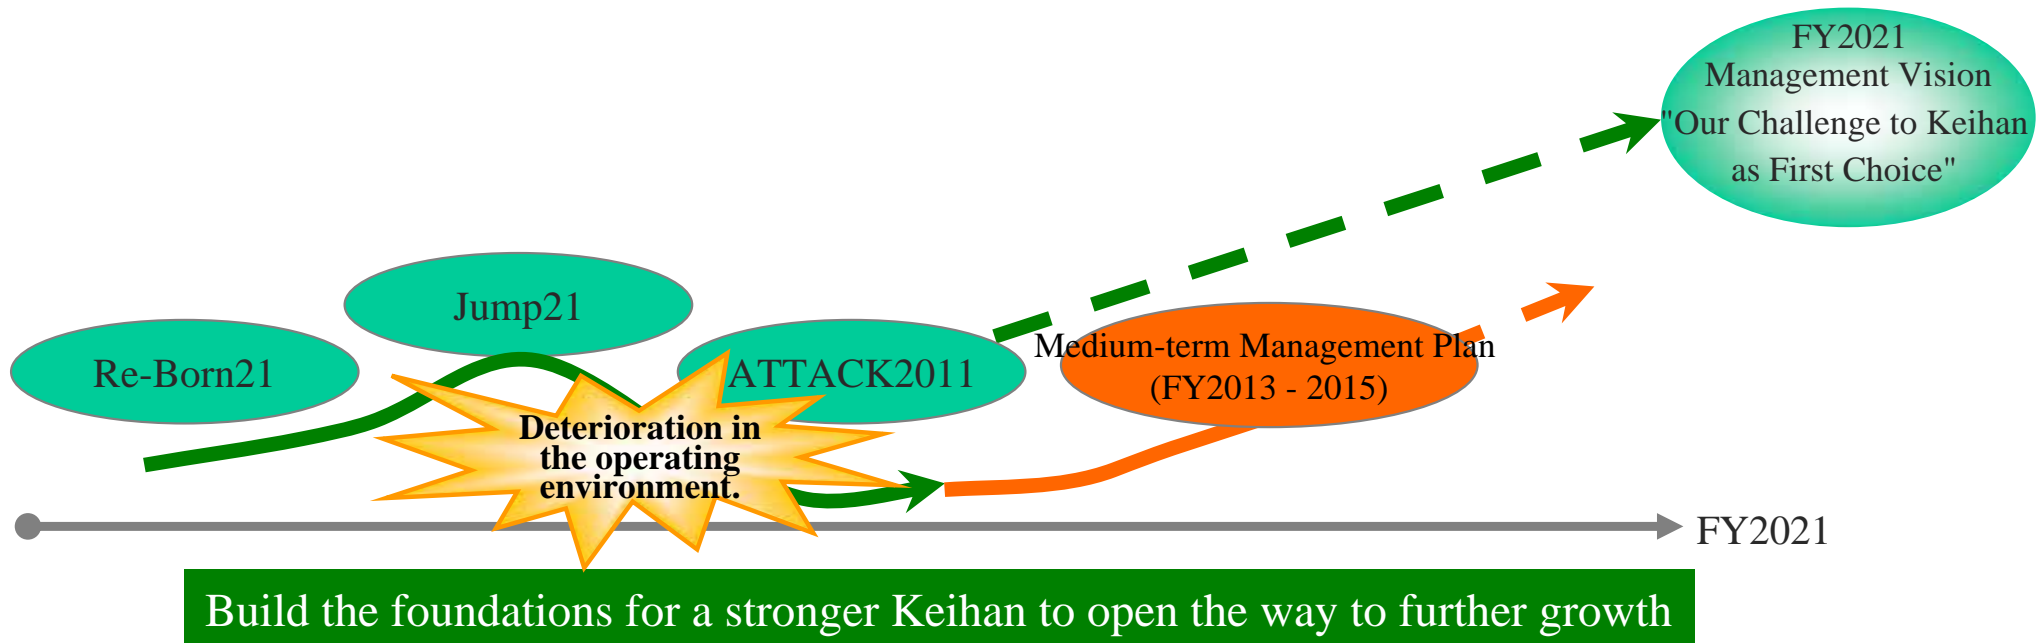 FY2021
Management Vision
"Our Challenge to Keihan
as First Choice"
Jump21
Re-Born21
ATTACK2011
Medium-term Management Plan
(FY2013 - 2015)
Deterioration in
the operating
environment.
FY2021
Build the foundations for a stronger Keihan to open the way to further growth